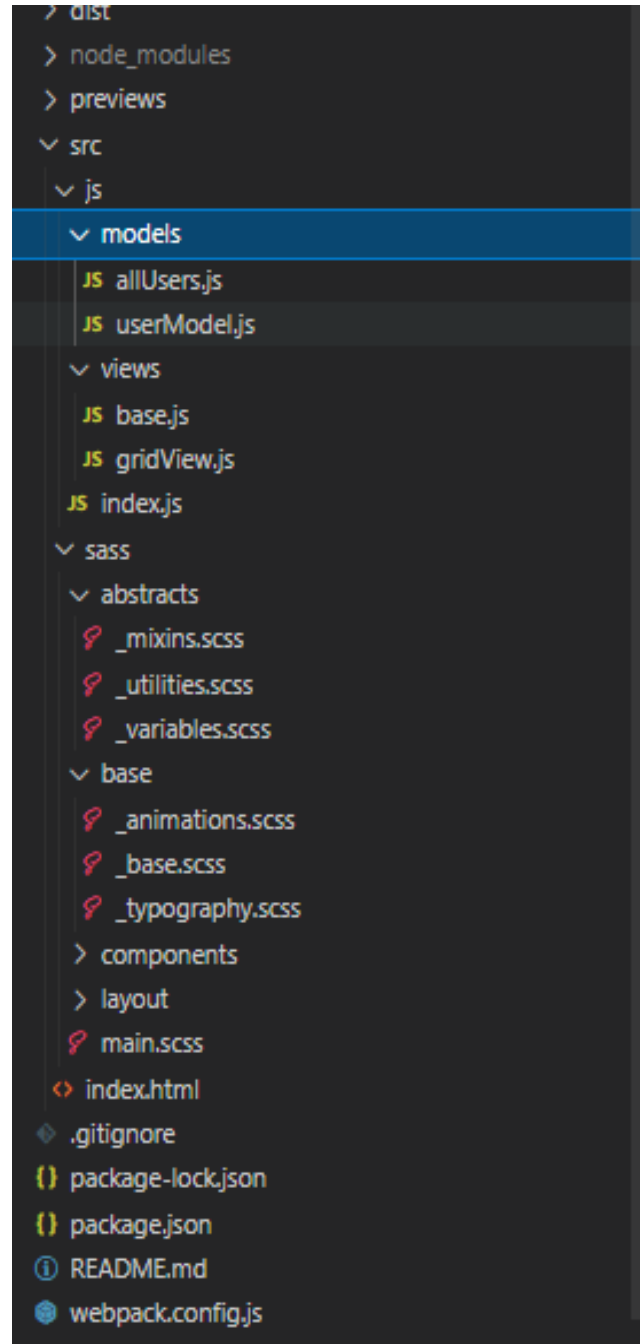 dist
node_modules
previews
src
js
models
JS allUsers.js
JS userModel.js
views
JS base.js
JS gridView.js
JS index.js
sass
abstracts
_mixins.scss
_utilities.scss
_variables.scss
base
_animations.scss
_base.scss
_typography.scss
components
layout
main.scss
index.html
.gitignore
{} package-lock.json
{} package.json
README.md
webpack.config.js